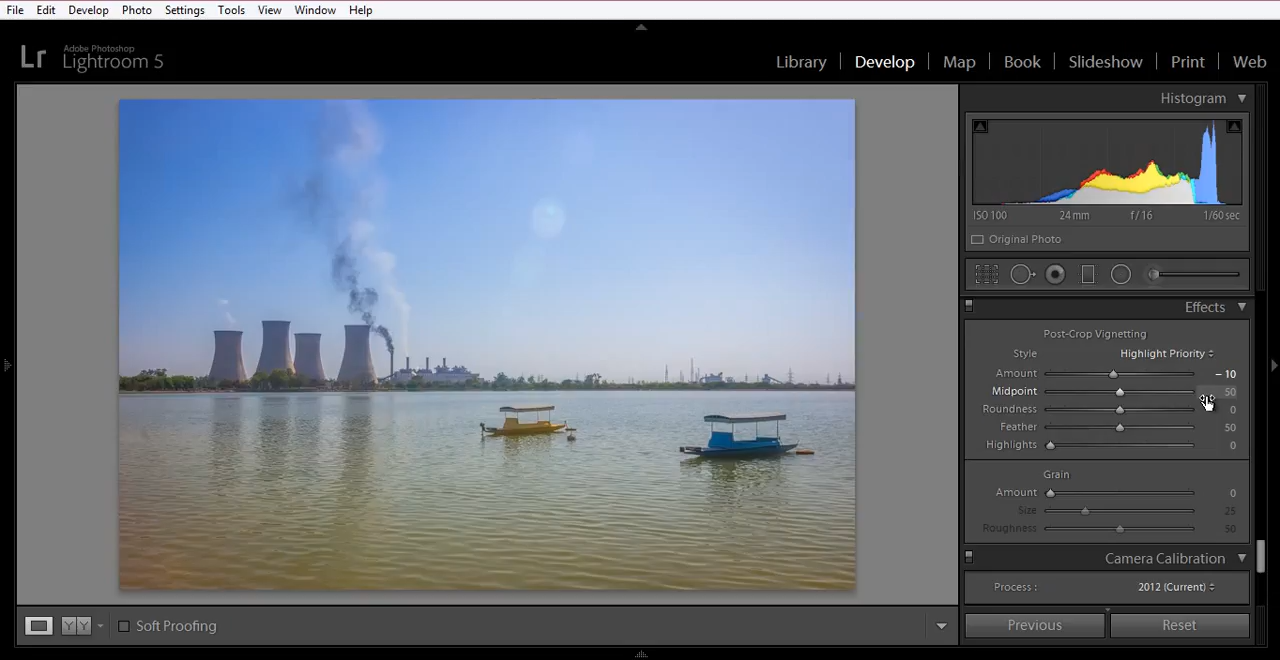 File Edit Develop Photo Settings Tools View Window Help
Lr Adobe Photoshop
Lightroom 5
Library Develop Map Book Slideshow Print Web
Histogram
ISO 100 24 mm f / 16 1/60 sec
Original Photo
Effects
Post-Crop Vignetting
Style Highlight Priority
Amount – 10
Midpoint 50
Roundness 0
Feather 50
Highlights 0
Grain
Amount 0
Size 25
Roughness 50
Camera Calibration
Process : 2012 (Current)
Y Y Soft Proofing
Previous Reset